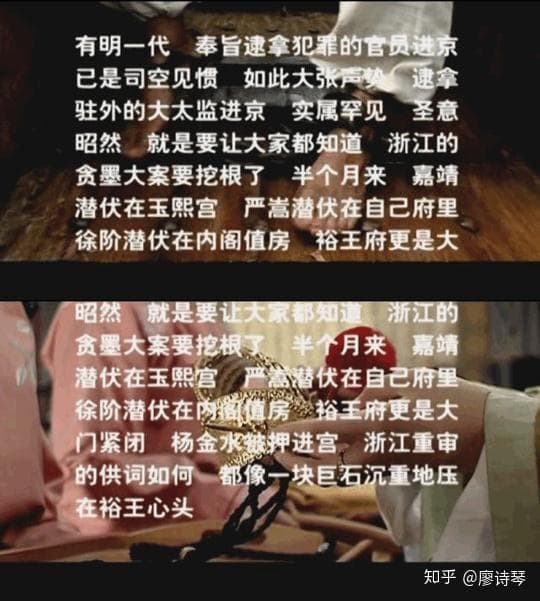 有明一代 奉旨逮拿犯罪的官员进京
已是司空见惯 如此大张声势 逮拿
驻外的大太监进京 实属罕见 圣意
昭然 就是要让大家都知道 浙江的
贪墨大案要挖根了 半个月来 嘉靖
潜伏在玉熙宫 严嵩潜伏在自己府里
徐阶潜伏在内阁值房 裕王府更是大
昭然 就是要让大家都知道 浙江的
贪墨大案要挖根了 半个月来 嘉靖
潜伏在玉熙宫 严嵩潜伏在自己府里
徐阶潜伏在内阁值房 裕王府更是大
门紧闭 杨金水被押进宫 浙江重审
的供词如何 都像一块巨石沉重地压
在裕王心头
知乎 @廖诗琴